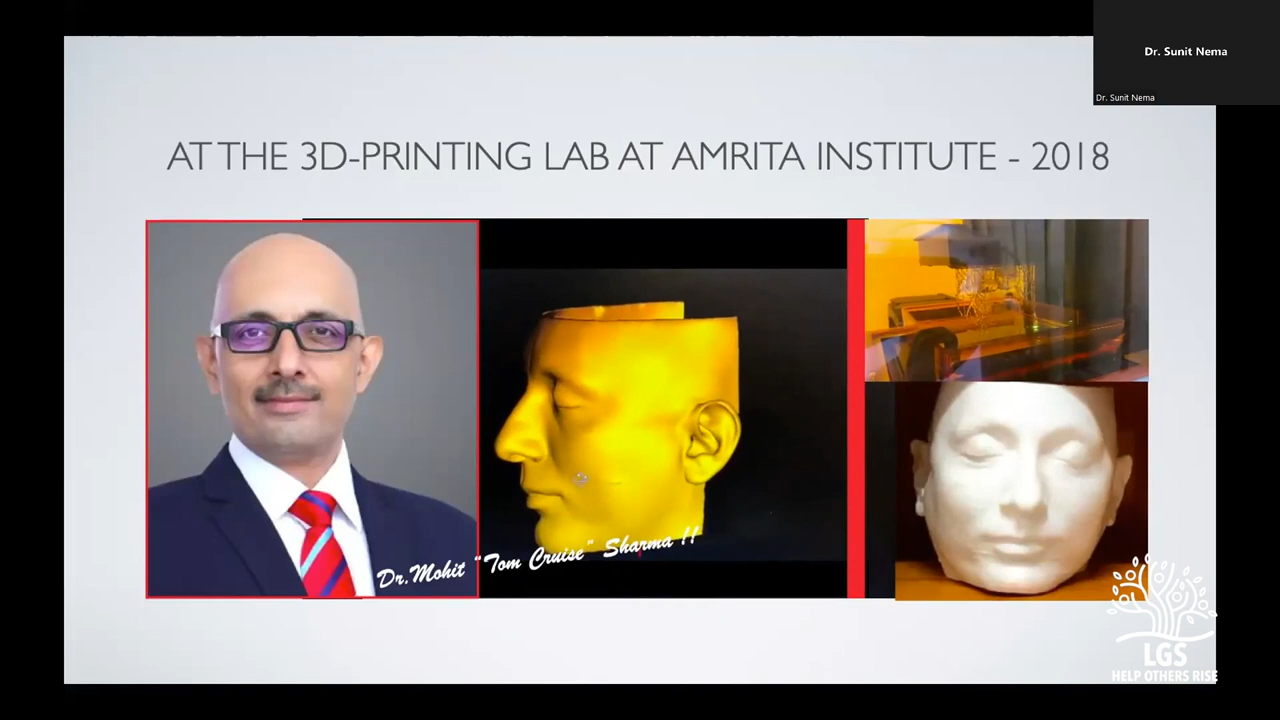 Dr. Sunit Nema
Dr. Sunit Nema
AT THE 3D-PRINTING LAB AT AMRITA INSTITUTE - 2018
Dr.Mohit "Tom Cruise" Sharma !!
LGS
HELP OTHERS RISE